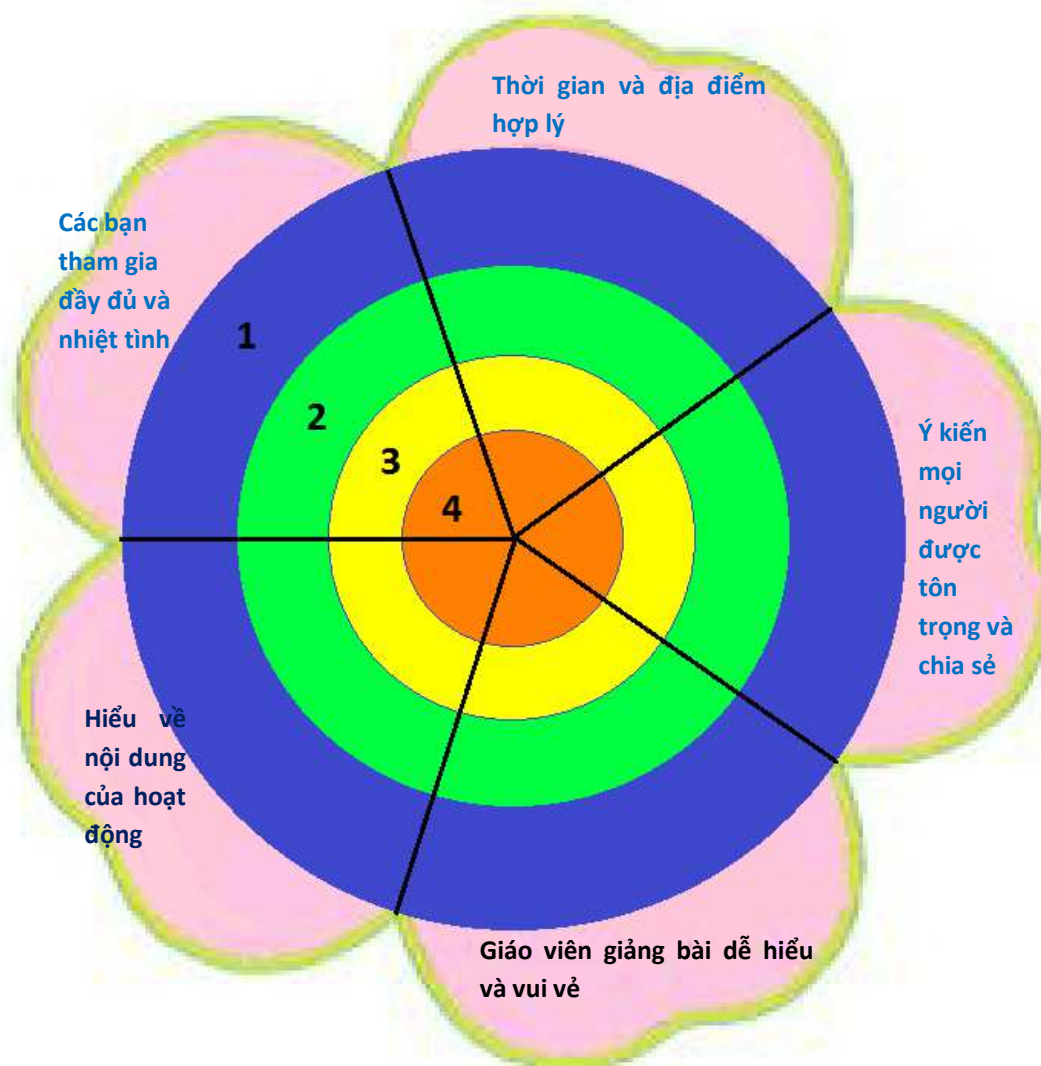 Thời gian và địa điểm
hợp lý
Các bạn
tham gia
đầy đủ và
nhiệt tình
1
2
3
4
Ý kiến
mọi
người
được
tôn
trọng và
chia sẻ
Hiểu về
nội dung
của hoạt
động
Giáo viên giảng bài dễ hiểu
và vui vẻ